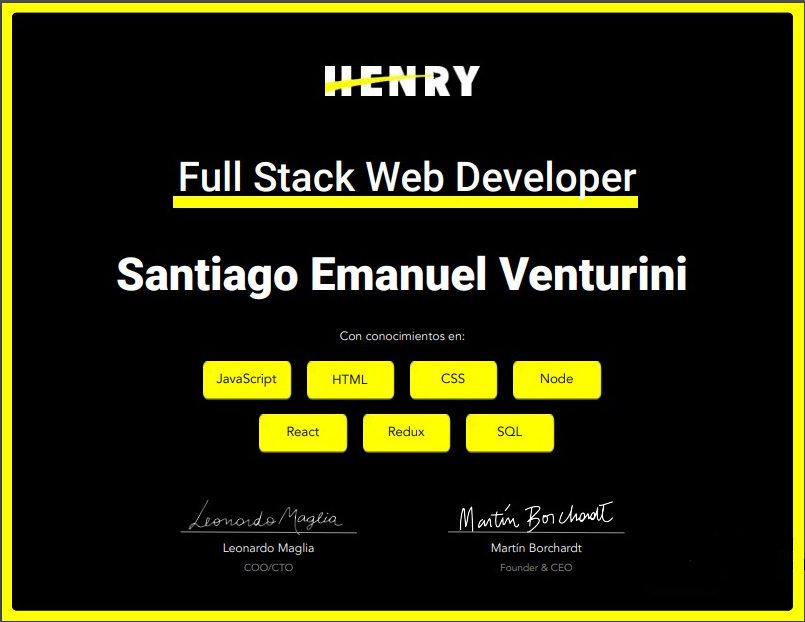 HENRY
Full Stack Web Developer
Santiago Emanuel Venturini
Con conocimientos en:
JavaScript HTML CSS Node
React Redux SQL
Leonardo Maglia Martín Borchardt
Leonardo Maglia Martín Borchardt
COO/CTO Founder & CEO